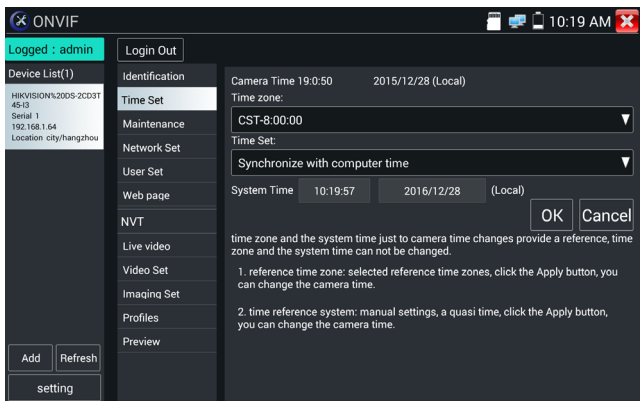 ONVIF
10:19 AM
Logged : admin
Login Out
Device List(1)
HIKVISION%20DS-2CD3T
45-I3
Serial 1
192.168.1.64
Location city/hangzhou
Add
Refresh
setting
Identification
Time Set
Maintenance
Network Set
User Set
Web page
NVT
Live video
Video Set
Imaging Set
Profiles
Preview
Camera Time 19:0:50 2015/12/28 (Local)
Time zone:
CST-8:00:00
Time Set:
Synchronize with computer time
System Time 10:19:57 2016/12/28 (Local)
OK Cancel
time zone and the system time just to camera time changes provide a reference, time
zone and the system time can not be changed.
1. reference time zone: selected reference time zones, click the Apply button, you
can change the camera time.
2. time reference system: manual settings, a quasi time, click the Apply button,
you can change the camera time.